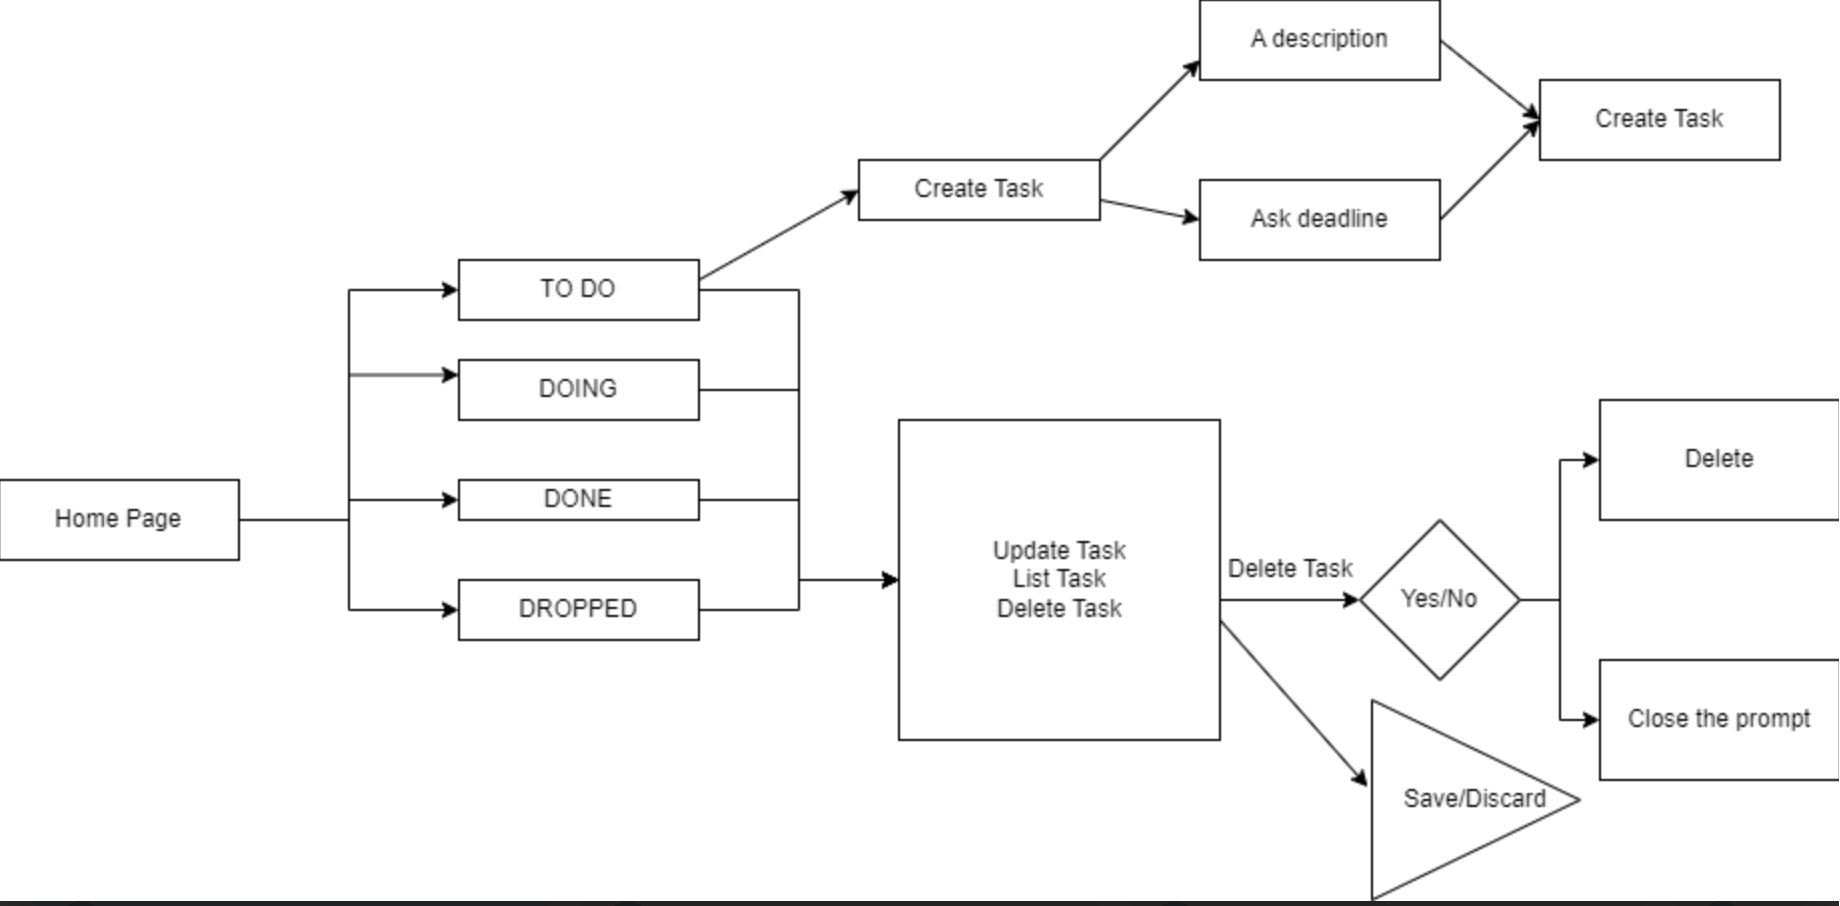 A description
Create Task
Create Task
Ask deadline
TO DO
DOING
DONE
DROPPED
Home Page
Update Task
List Task
Delete Task
Delete Task
Yes/No
Delete
Close the prompt
Save/Discard